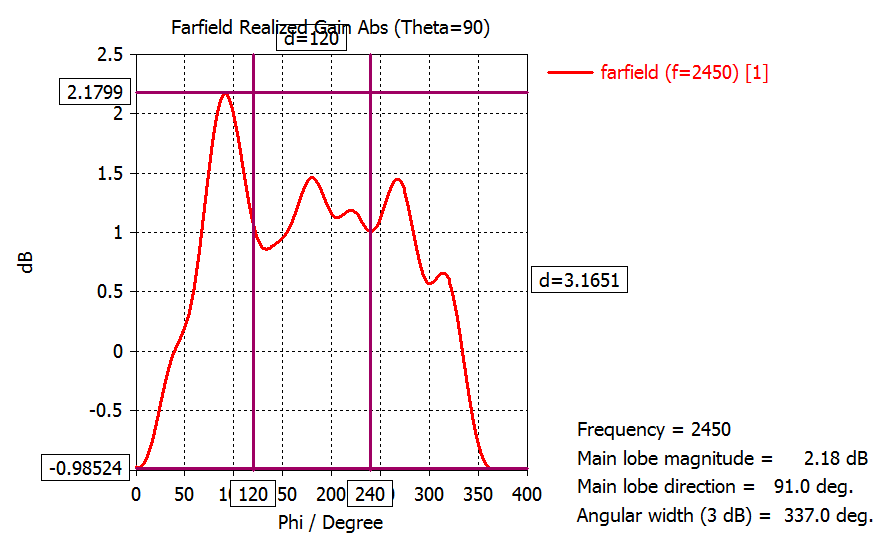 Farfield Realized Gain Abs (Theta=90)
d=120
farfield (f=2450) [1]
2.5
2.1799
2
1.5
1
0.5
0
-0.5
-0.98524
dB
d=3.1651
0 50 120 50 200 240 300 350 400
Phi / Degree
Frequency = 2450
Main lobe magnitude = 2.18 dB
Main lobe direction = 91.0 deg.
Angular width (3 dB) = 337.0 deg.